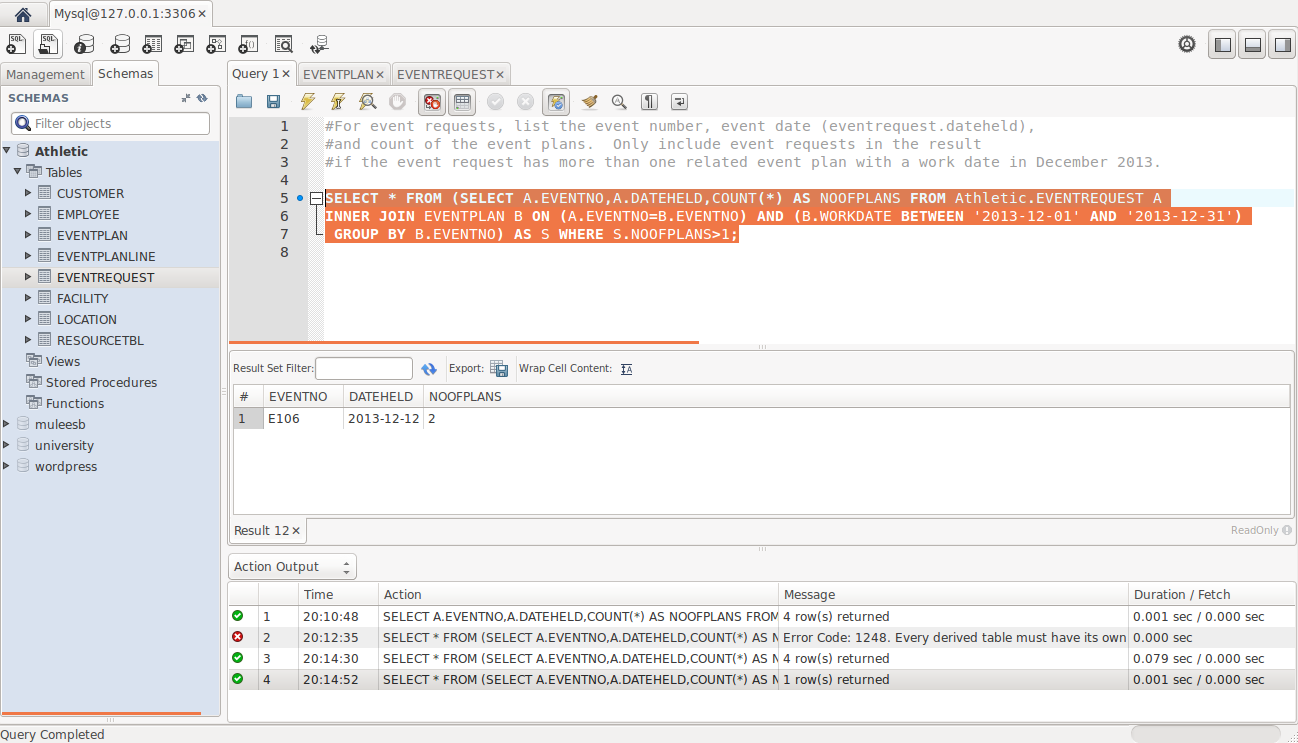 Mysql@127.0.0.1:3306 ×
Management Schemas ×
SCHEMAS
Filter objects
Athletic
Tables
CUSTOMER
EMPLOYEE
EVENTPLAN
EVENTPLANLINE
EVENTREQUEST
FACILITY
LOCATION
RESOURCETBL
Views
Stored Procedures
Functions
muleesb
university
wordpress
Query 1 × EVENTPLAN × EVENTREQUEST ×
1 #For event requests, list the event number, event date (eventrequest.dateheld),
2 #and count of the event plans.  Only include event requests in the result
3 #if the event request has more than one related event plan with a work date in December 2013.
4
5 SELECT * FROM (SELECT A.EVENTNO,A.DATEHELD,COUNT(*) AS NOOFPLANS FROM Athletic.EVENTREQUEST A
6 INNER JOIN EVENTPLAN B ON (A.EVENTNO=B.EVENTNO) AND (B.WORKDATE BETWEEN '2013-12-01' AND '2013-12-31')
7 GROUP BY B.EVENTNO) AS S WHERE S.NOOFPLANS>1;
8
Result Set Filter: Export: Wrap Cell Content:
# EVENTNO DATEHELD NOOFPLANS
1 E106 2013-12-12 2
Result 12 × ReadOnly
Action Output
Time Action Message Duration / Fetch
1 20:10:48 SELECT A.EVENTNO,A.DATEHELD,COUNT(*) AS NOOFPLANS FROM 4 row(s) returned 0.001 sec / 0.000 sec
2 20:12:35 SELECT * FROM (SELECT A.EVENTNO,A.DATEHELD,COUNT(*) AS N Error Code: 1248. Every derived table must have its own 0.000 sec
3 20:14:30 SELECT * FROM (SELECT A.EVENTNO,A.DATEHELD,COUNT(*) AS N 4 row(s) returned 0.079 sec / 0.000 sec
4 20:14:52 SELECT * FROM (SELECT A.EVENTNO,A.DATEHELD,COUNT(*) AS N 1 row(s) returned 0.001 sec / 0.000 sec
Query Completed